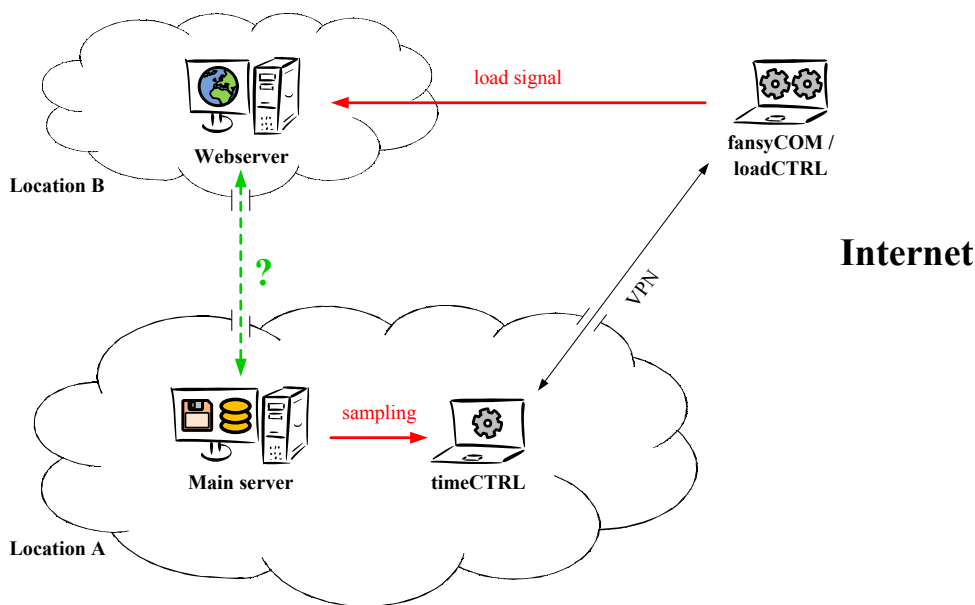 load signal
Webserver
fansyCOM /
loadCTRL
Location B
Internet
?
VPN
sampling
Main server
timeCTRL
Location A